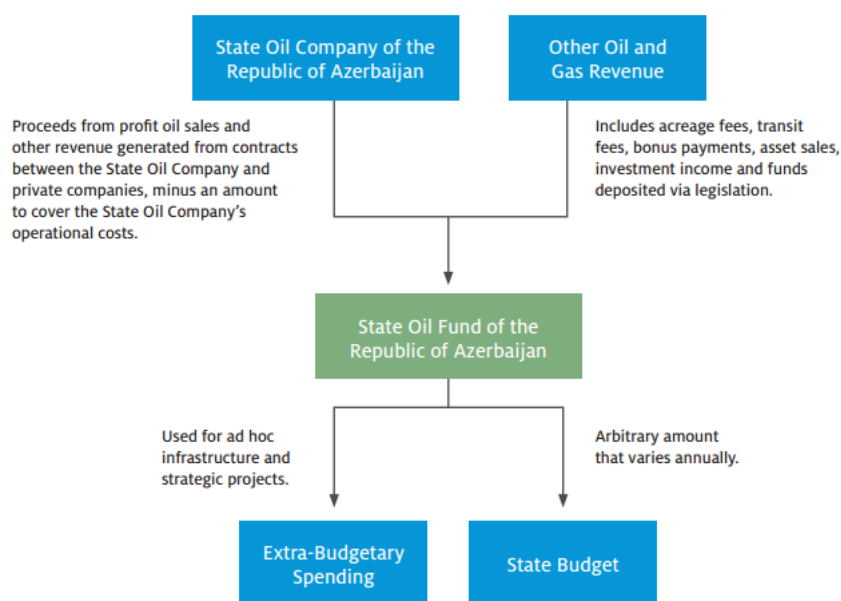 State Oil Company of the
Republic of Azerbaijan
Other Oil and
Gas Revenue
Proceeds from profit oil sales and
other revenue generated from contracts
between the State Oil Company and
private companies, minus an amount
to cover the State Oil Company's
operational costs.
Includes acreage fees, transit
fees, bonus payments, asset sales,
investment income and funds
deposited via legislation.
State Oil Fund of the
Republic of Azerbaijan
Used for ad hoc
infrastructure and
strategic projects.
Arbitrary amount
that varies annually.
Extra-Budgetary
Spending
State Budget